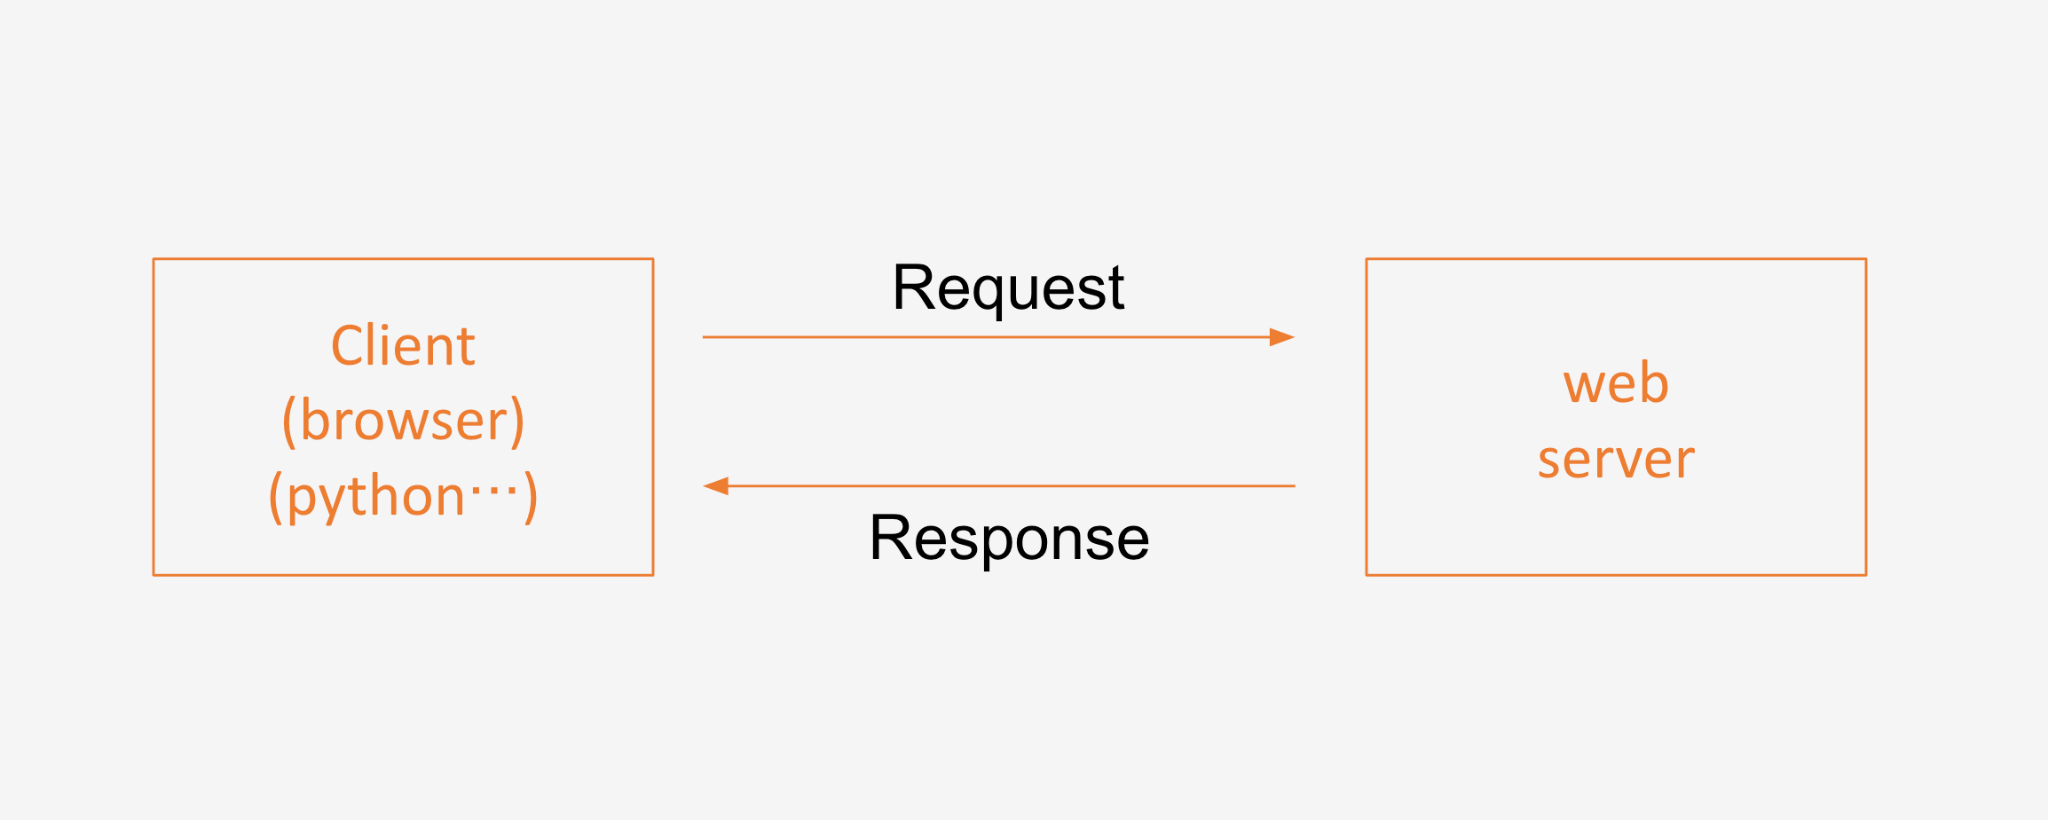 Client
(browser)
(python⋯)
Request
Response
web
server